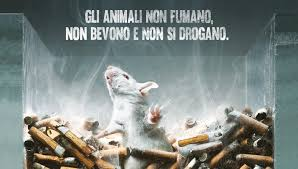 GLI ANIMALI NON FUMANO,
NON BEVONO E NON SI DROGANO.